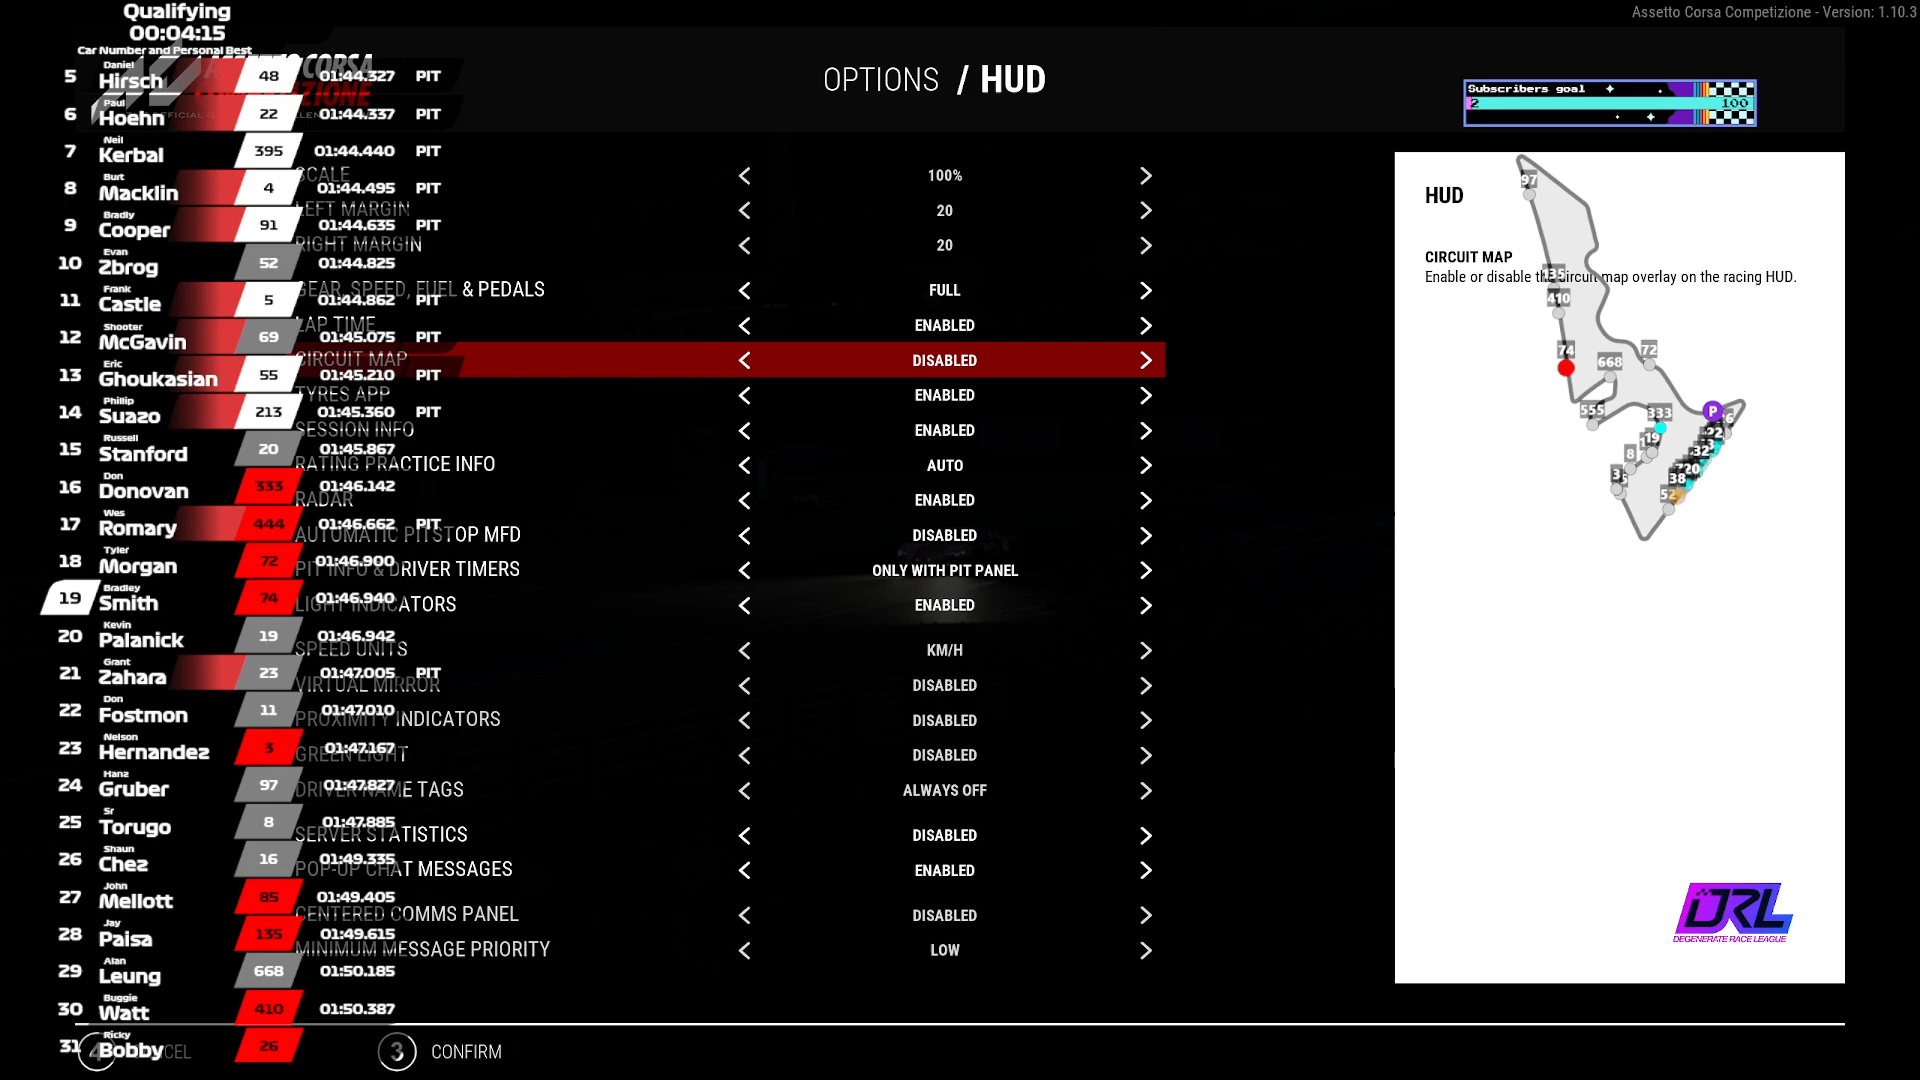 Qualifying
00:04:15
Car Number and Personal Best
Assetto Corsa Competizione - Version: 1.10.3
OPTIONS / HUD
Subscribers goal
2 100
5 Daniel Hirsch 48 01:44.327 PIT
6 Paul Hoehn 22 01:44.337 PIT
7 Neil Kerbal 395 01:44.440 PIT
8 Burt Macklin 4 01:44.495 PIT
9 Bradly Cooper 91 01:44.635 PIT
10 Evan Zbrog 52 01:44.825
11 Frank Castle 5 01:44.862 PIT
12 Shooter McGavin 69 01:45.075 PIT
13 Eric Ghoukasian 55 01:45.210 PIT
14 Phillip Suazo 213 01:45.360 PIT
15 Russell Stanford 20 01:45.867
16 Don Donovan 333 01:46.142
17 Wes Romary 444 01:46.662 PIT
18 Tyler Morgan 72 01:46.900
19 Bradley Smith 74 01:46.940
20 Kevin Palanick 19 01:46.942
21 Grant Zahara 23 01:47.005 PIT
22 Don Fostmon 11 01:47.010
23 Nelson Hernandez 3 01:47.167
24 Hanz Gruber 97 01:47.827
25 Sr Torugo 8 01:47.885
26 Shaun Chez 16 01:49.335
27 John Mellott 85 01:49.405
28 Jay Paisa 135 01:49.615
29 Alan Leung 668 01:50.185
30 Buggie Watt 410 01:50.387
31 Ricky Bobby 26
SCALE < 100% >
LEFT MARGIN < 20 >
RIGHT MARGIN < 20 >
GEAR, SPEED, FUEL & PEDALS < FULL >
LAP TIME < ENABLED >
CIRCUIT MAP < DISABLED >
TYRES APP < ENABLED >
SESSION INFO < ENABLED >
RATING PRACTICE INFO < AUTO >
RADAR < ENABLED >
AUTOMATIC PITSTOP MFD < DISABLED >
PIT INFO & DRIVER TIMERS < ONLY WITH PIT PANEL >
LIGHT INDICATORS < ENABLED >
SPEED UNITS < KM/H >
VIRTUAL MIRROR < DISABLED >
PROXIMITY INDICATORS < DISABLED >
GREEN LIGHT < DISABLED >
DRIVER NAME TAGS < ALWAYS OFF >
SERVER STATISTICS < DISABLED >
POP-UP CHAT MESSAGES < ENABLED >
CENTERED COMMS PANEL < DISABLED >
MINIMUM MESSAGE PRIORITY < LOW >
3 CONFIRM
HUD
CIRCUIT MAP
Enable or disable the circuit map overlay on the racing HUD.
97
410
74
668
72
555
333
P
19
8
38
52
DRL
DEGENERATE RACE LEAGUE